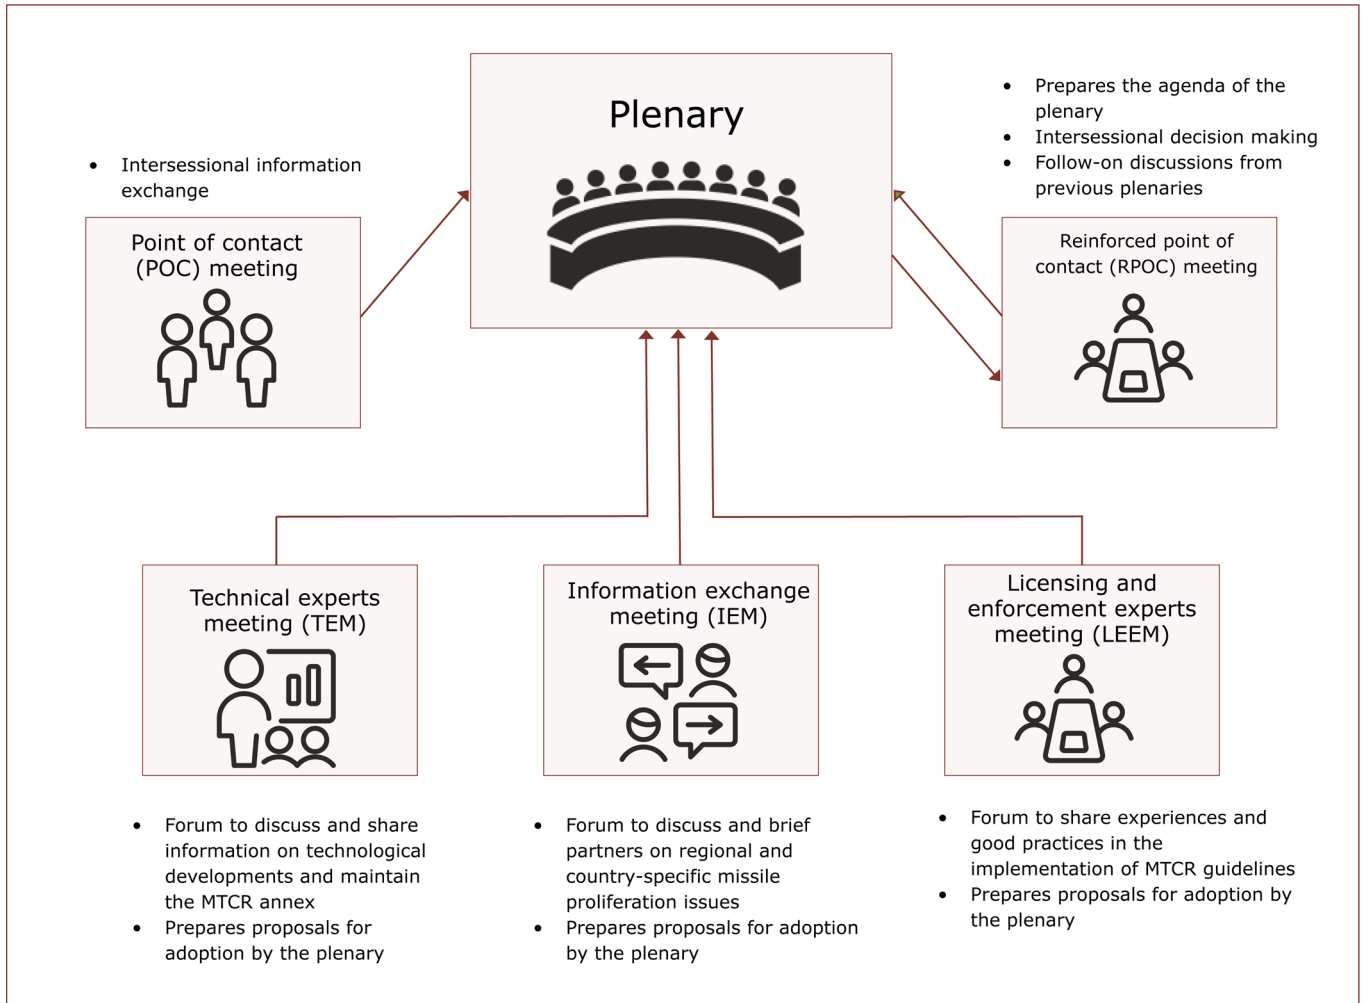 Plenary
• Intersessional information
exchange
Point of contact
(POC) meeting
• Prepares the agenda of the
plenary
• Intersessional decision making
• Follow-on discussions from
previous plenaries
Reinforced point of
contact (RPOC) meeting
Technical experts
meeting (TEM)
• Forum to discuss and share
information on technological
developments and maintain
the MTCR annex
• Prepares proposals for
adoption by the plenary
Information exchange
meeting (IEM)
• Forum to discuss and brief
partners on regional and
country-specific missile
proliferation issues
• Prepares proposals for adoption
by the plenary
Licensing and
enforcement experts
meeting (LEEM)
• Forum to share experiences and
good practices in the
implementation of MTCR guidelines
• Prepares proposals for adoption by
the plenary